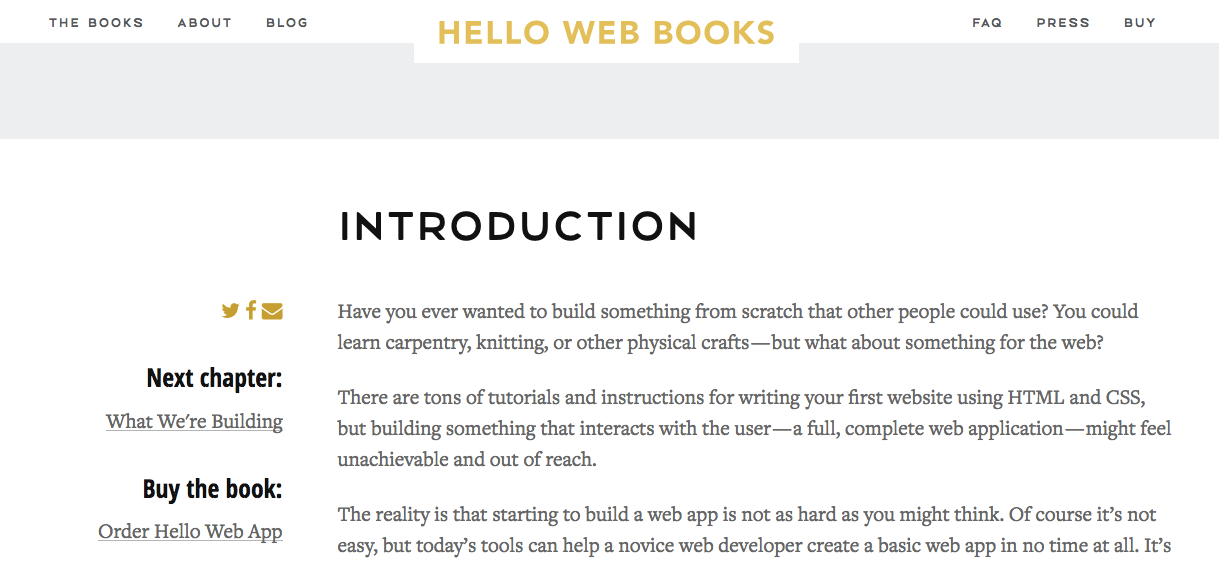 THE BOOKS ABOUT BLOG HELLO WEB BOOKS FAQ PRESS BUY
INTRODUCTION
Next chapter:
What We're Building
Buy the book:
Order Hello Web App
Have you ever wanted to build something from scratch that other people could use? You could
learn carpentry, knitting, or other physical crafts—but what about something for the web?
There are tons of tutorials and instructions for writing your first website using HTML and CSS,
but building something that interacts with the user—a full, complete web application—might feel
unachievable and out of reach.
The reality is that starting to build a web app is not as hard as you might think. Of course it's not
easy, but today's tools can help a novice web developer create a basic web app in no time at all. It's